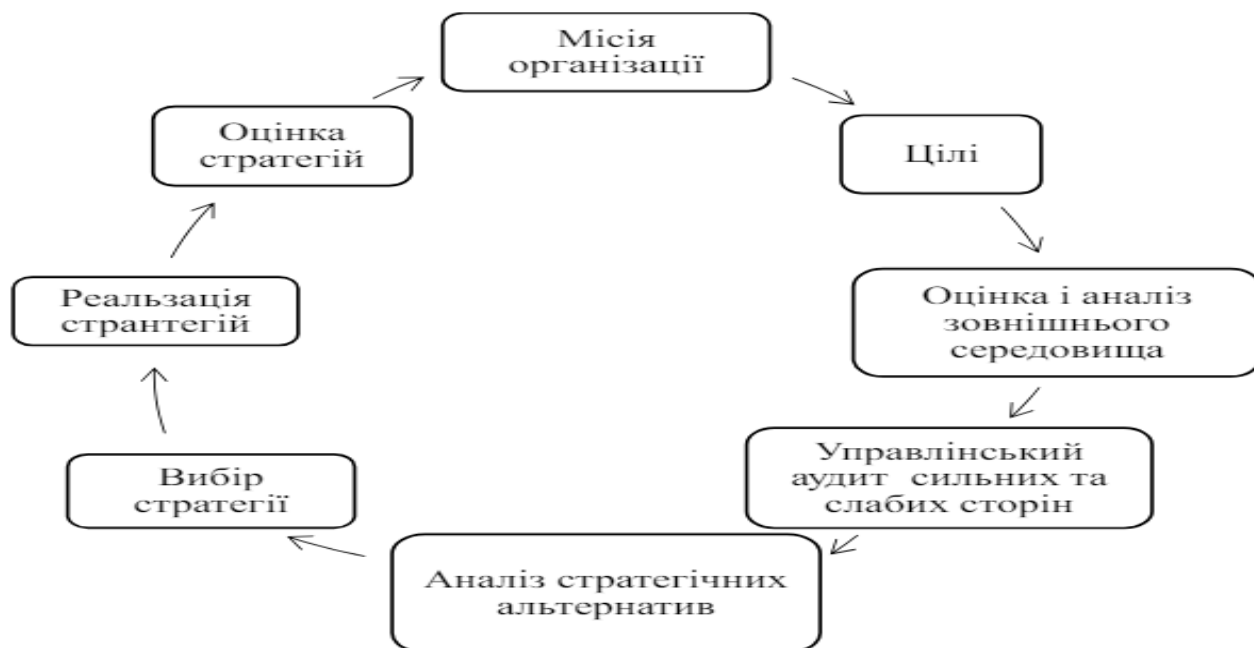 Місія
організації
Цілі
Оцінка і аналіз
зовнішнього
середовища
Управлінський
аудит сильних та
слабих сторін
Аналіз стратегічних
альтернатив
Вибір
стратегії
Реальзація
странтегій
Оцінка
стратегій